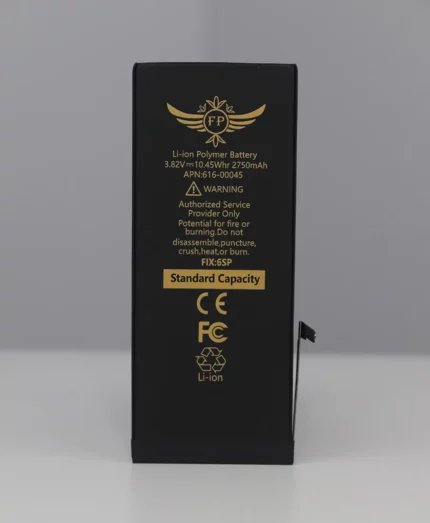 FP
Li-ion Polymer Battery
3.82V⎓10.45Whr 2750mAh
APN:616-00045
WARNING
Authorized Service
Provider Only
Potential for fire or
burning.Do not
disassemble,puncture,
crush,heat,or burn.
FIX:6SP
Standard Capacity
CE
FC
Li-ion